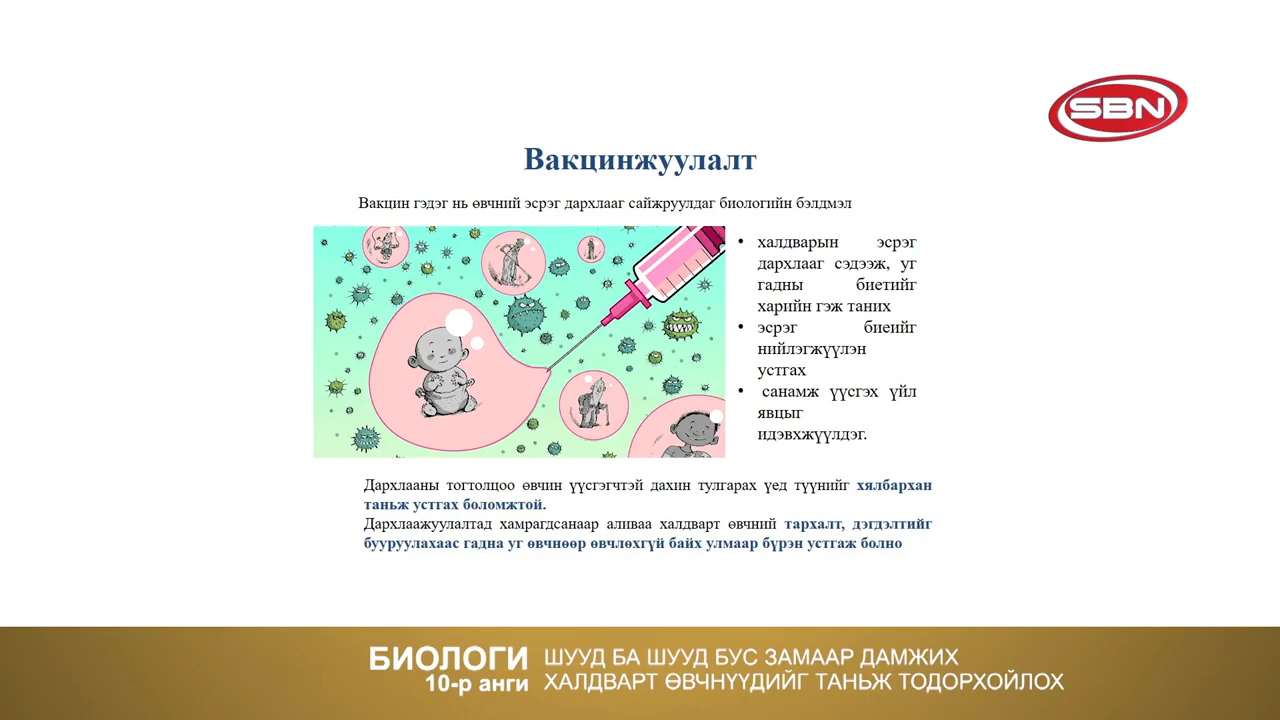 SBN
Вакцинжуулалт
Вакцин гэдэг нь өвчний эсрэг дархлааг сайжруулдаг биологийн бэлдмэл
• халдварын эсрэг
дархлааг сэдээж, уг
гадны биетийг
харийн гэж таних
• эсрэг биеийг
нийлэгжүүлэн
устгах
• санамж үүсгэх үйл
явцыг
идэвхжүүлдэг.
Дархлааны тогтолцоо өвчин үүсгэгчтэй дахин тулгарах үед түүнийг хялбархан
таньж устгах боломжтой.
Дархлаажуулалтад хамрагдсанаар аливаа халдварт өвчний тархалт, дэгдэлтийг
бууруулахаас гадна уг өвчнөөр өвчлөхгүй байх улмаар бүрэн устгаж болно
БИОЛОГИ
10-р анги
ШУУД БА ШУУД БУС ЗАМААР ДАМЖИХ
ХАЛДВАРТ ӨВЧНҮҮДИЙГ ТАНЬЖ ТОДОРХОЙЛОХ